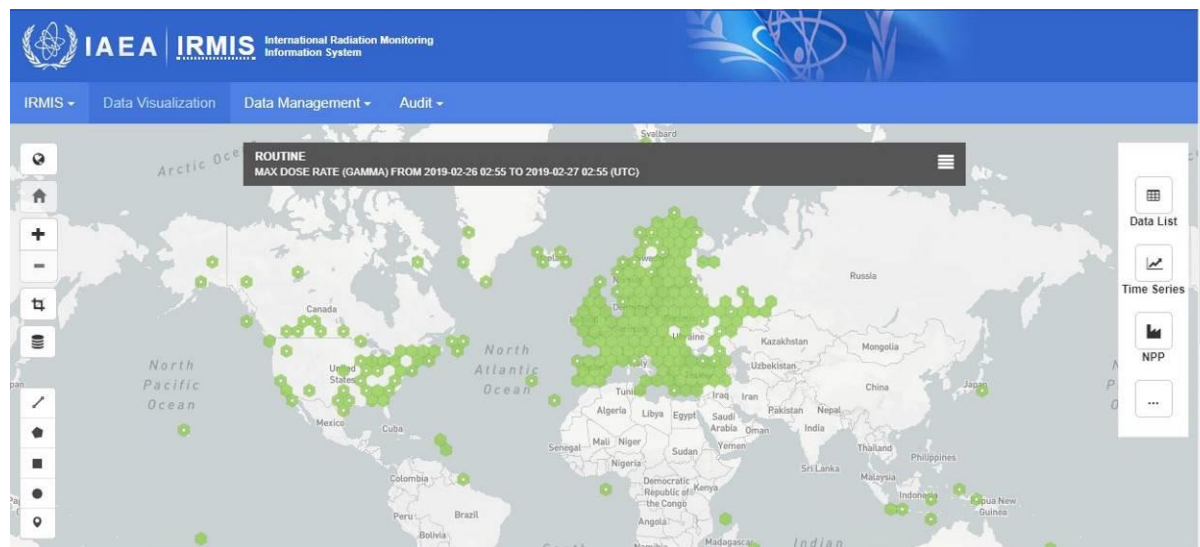 IAEA IRMIS International Radiation Monitoring
Information System
IRMIS Data Visualization Data Management Audit
Svalbard
Arctic Oce
ROUTINE
MAX DOSE RATE (GAMMA) FROM 2019-02-26 02:55 TO 2019-02-27 02:55 (UTC)
Data List
Time Series
NPP
...
Russia
Canada
Kazakhstan
Mongolia
North
Pacific
Ocean
North
Atlantic
Ocean
Uzbekistan
China
Japan
Iraq
Iran
Algeria
Libya
Egypt
Saudi
Arabia
Oman
Pakistan
Nepal
India
Mexico
Cuba
Senegal
Mali
Niger
Sudan
Yemen
Thailand
Philippines
Nigeria
Sri Lanka
Malaysia
Colombia
Democratic
Republic of
the Congo
Kenya
Peru
Brazil
Angola
Bolivia
Madagascar
Indian
Guinea